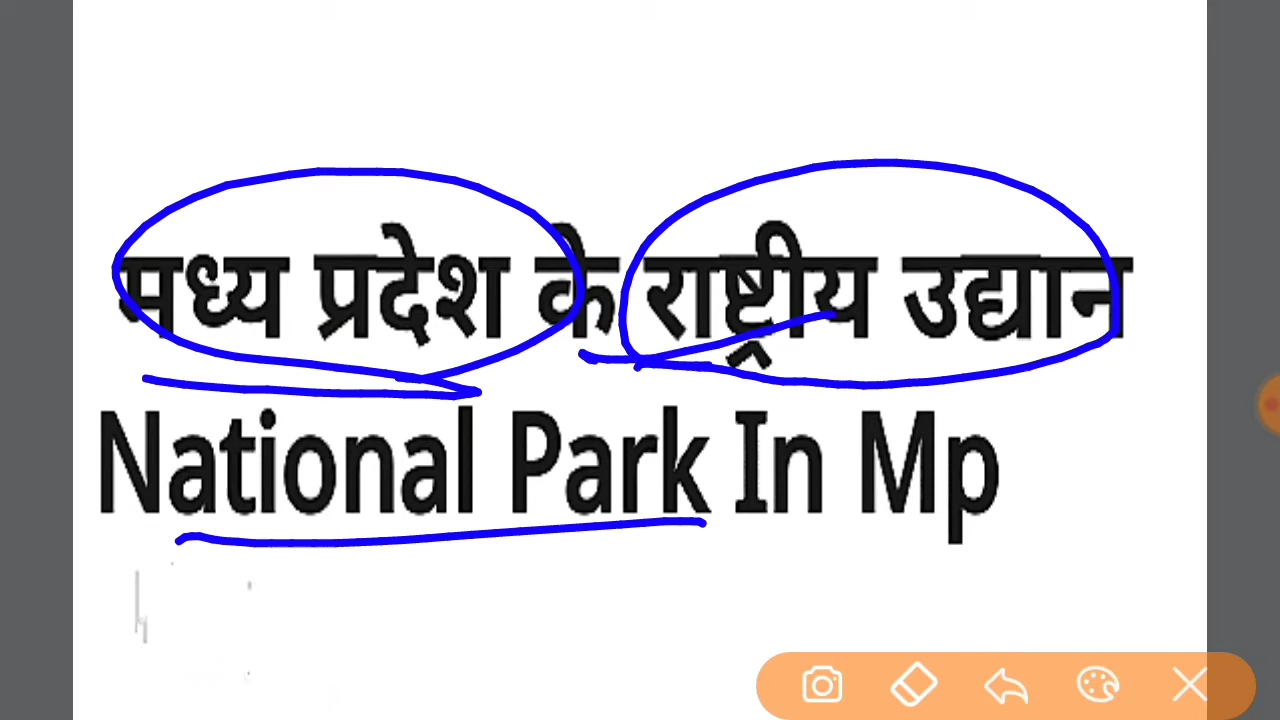 मध्य प्रदेश के राष्ट्रीय उद्यान
National Park In Mp